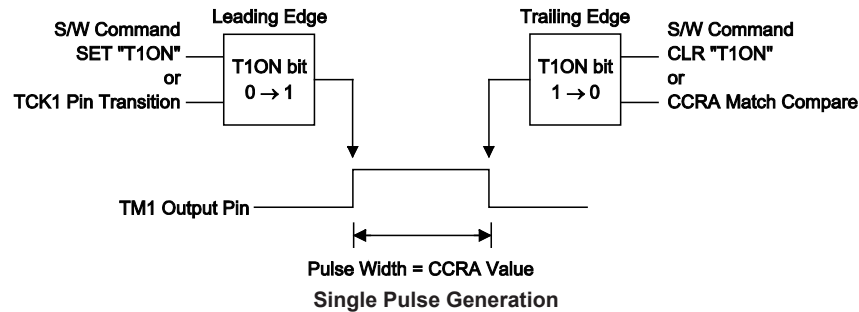 Leading Edge
S/W Command
SET "T1ON"
or
TCK1 Pin Transition
T1ON bit
0 → 1
Trailing Edge
T1ON bit
1 → 0
S/W Command
CLR "T1ON"
or
CCRA Match Compare
TM1 Output Pin
Pulse Width = CCRA Value
Single Pulse Generation